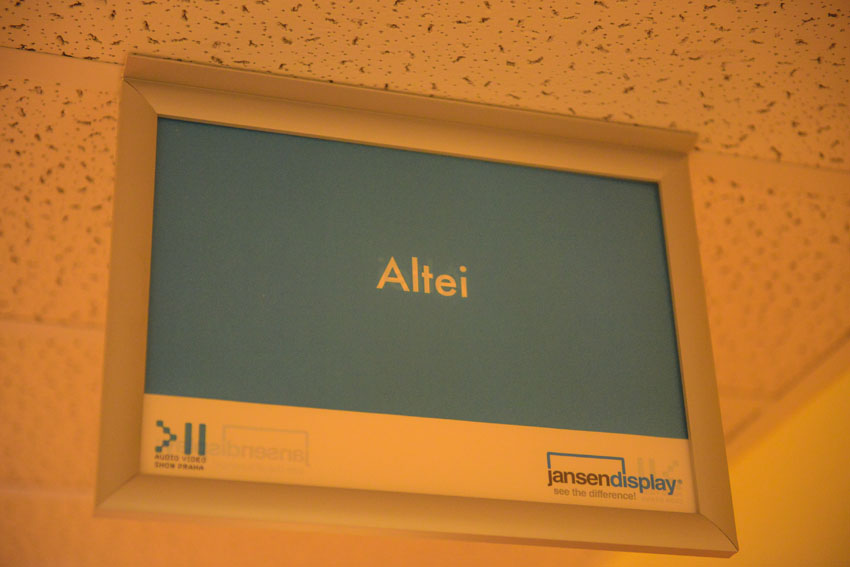 Altei
AUDIO VIDEO
SHOW PRAHA
jansendisplay®
see the difference!